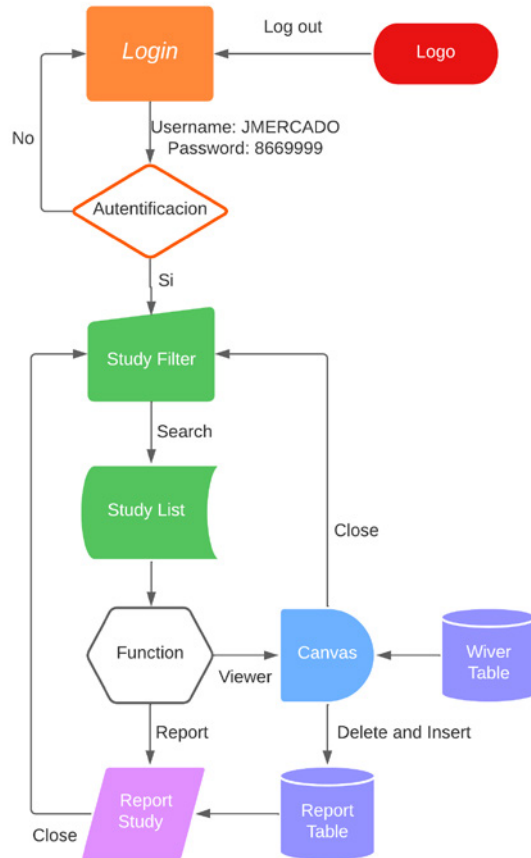 Log out
Login
Logo
No
Username: JMERCADO
Password: 8669999
Autentificacion
Si
Study Filter
Search
Study List
Close
Function
Viewer
Canvas
Wiver
Table
Report
Delete and Insert
Report
Study
Close
Report
Table